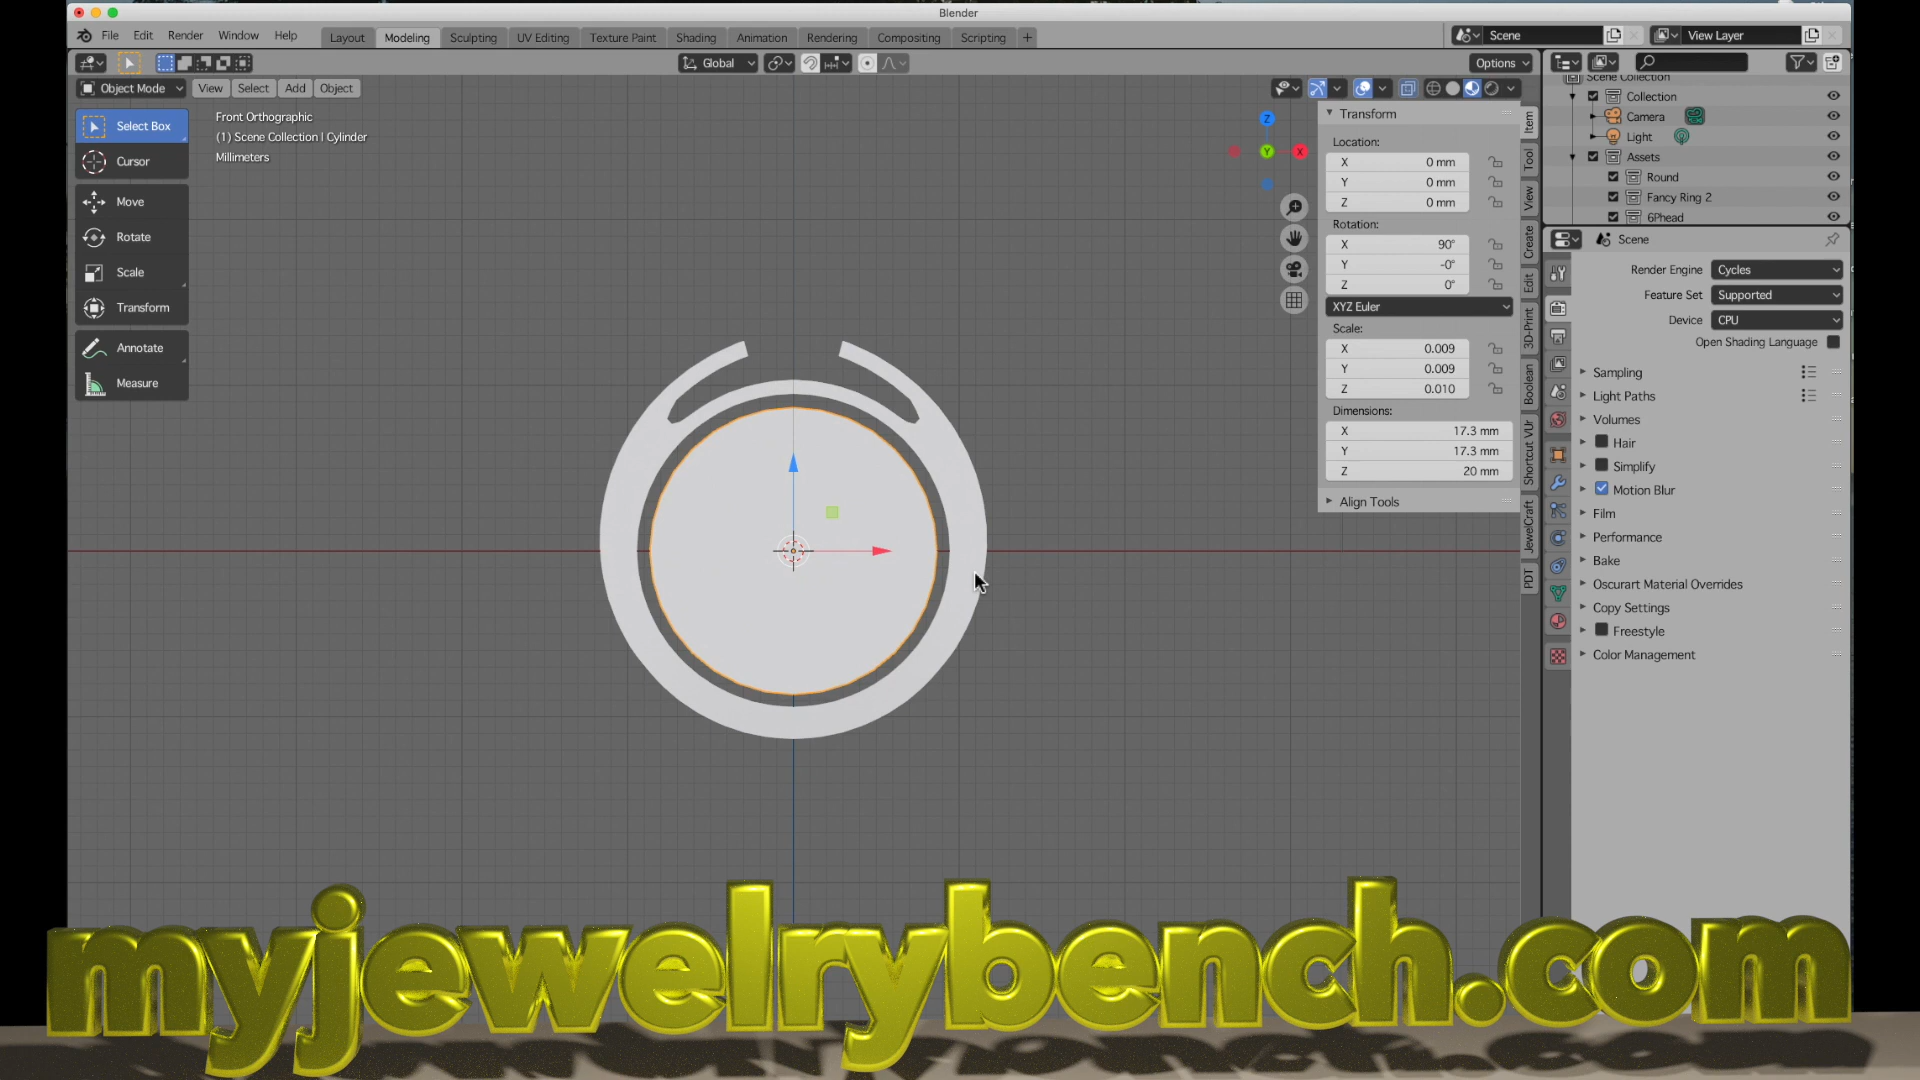 Blender
File Edit Render Window Help Layout Modeling Sculpting UV Editing Texture Paint Shading Animation Rendering Compositing Scripting + Scene View Layer
Global Options
Object Mode View Select Add Object
Select Box
Cursor
Move
Rotate
Scale
Transform
Annotate
Measure
Front Orthographic
(1) Scene Collection | Cylinder
Millimeters
Z
Y
X
Transform
Location:
X 0 mm
Y 0 mm
Z 0 mm
Rotation:
X 90°
Y -0°
Z 0°
XYZ Euler
Scale:
X 0.009
Y 0.009
Z 0.010
Dimensions:
X 17.3 mm
Y 17.3 mm
Z 20 mm
Align Tools
Item
Tool
View
Create
Edit
3D-Print
Boolean
Shortcut VUr
JewelCraft
PDT
Scene Collection
Collection
Camera
Light
Assets
Round
Fancy Ring 2
6Phead
Scene
Render Engine Cycles
Feature Set Supported
Device CPU
Open Shading Language
Sampling
Light Paths
Volumes
Hair
Simplify
Motion Blur
Film
Performance
Bake
Oscurart Material Overrides
Copy Settings
Freestyle
Color Management
myjewelrybench.com